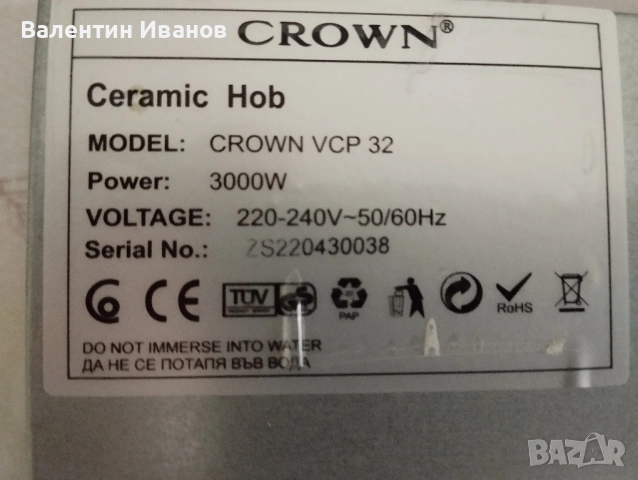 Валентин Иванов
CROWN®
Ceramic Hob
MODEL: CROWN VCP 32
Power: 3000W
VOLTAGE: 220-240V~50/60Hz
Serial No.: ZS220430038
CE TÜV GS PAP RoHS
DO NOT IMMERSE INTO WATER
ДА НЕ СЕ ПОТАПЯ ВЪВ ВОДА
BAZAR